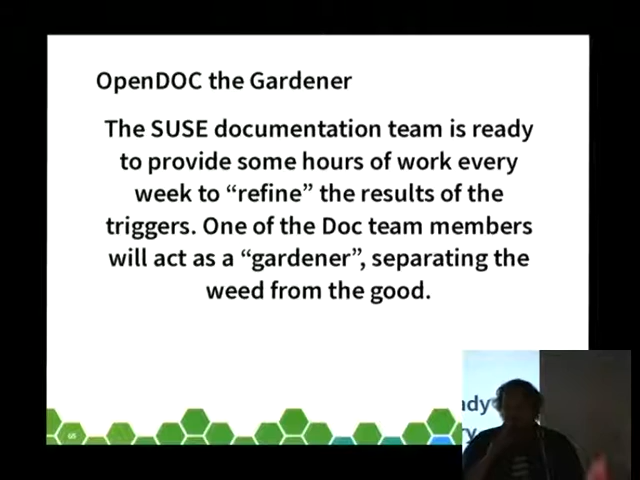 OpenDOC the Gardener
The SUSE documentation team is ready
to provide some hours of work every
week to “refine” the results of the
triggers. One of the Doc team members
will act as a “gardener”, separating the
weed from the good.